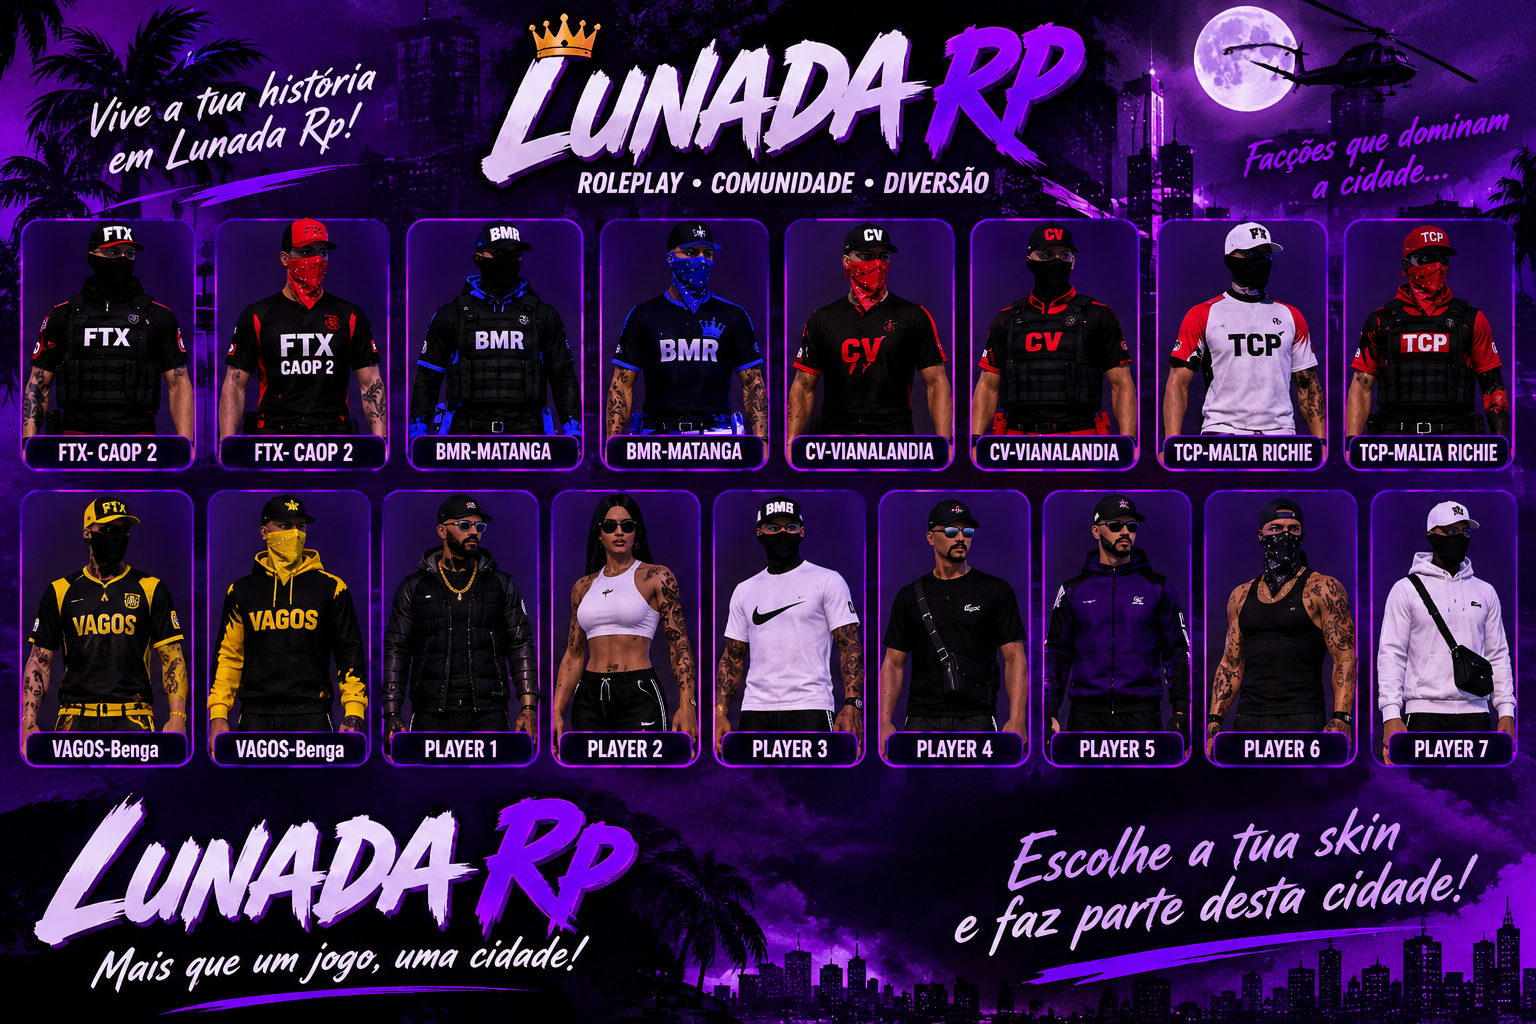 Vive a tua história
em Lunada Rp!
LUNADA RP
ROLEPLAY • COMUNIDADE • DIVERSÃO
Facções que dominam
a cidade...
FTX
FTX
FTX- CAOP 2
FTX
CAOP 2
FTX- CAOP 2
BMR
BMR
BMR-MATANGA
BMR
BMR-MATANGA
CV
CV
CV-VIANALANDIA
CV
CV
CV-VIANALANDIA
TCP
TCP-MALTA RICHIE
TCP
TCP
TCP-MALTA RICHIE
FTX
VAGOS
VAGOS-Benga
VAGOS
VAGOS-Benga
PLAYER 1
PLAYER 2
BMR
PLAYER 3
PLAYER 4
PLAYER 5
PLAYER 6
PLAYER 7
LUNADA RP
Mais que um jogo, uma cidade!
Escolhe a tua skin
e faz parte desta cidade!